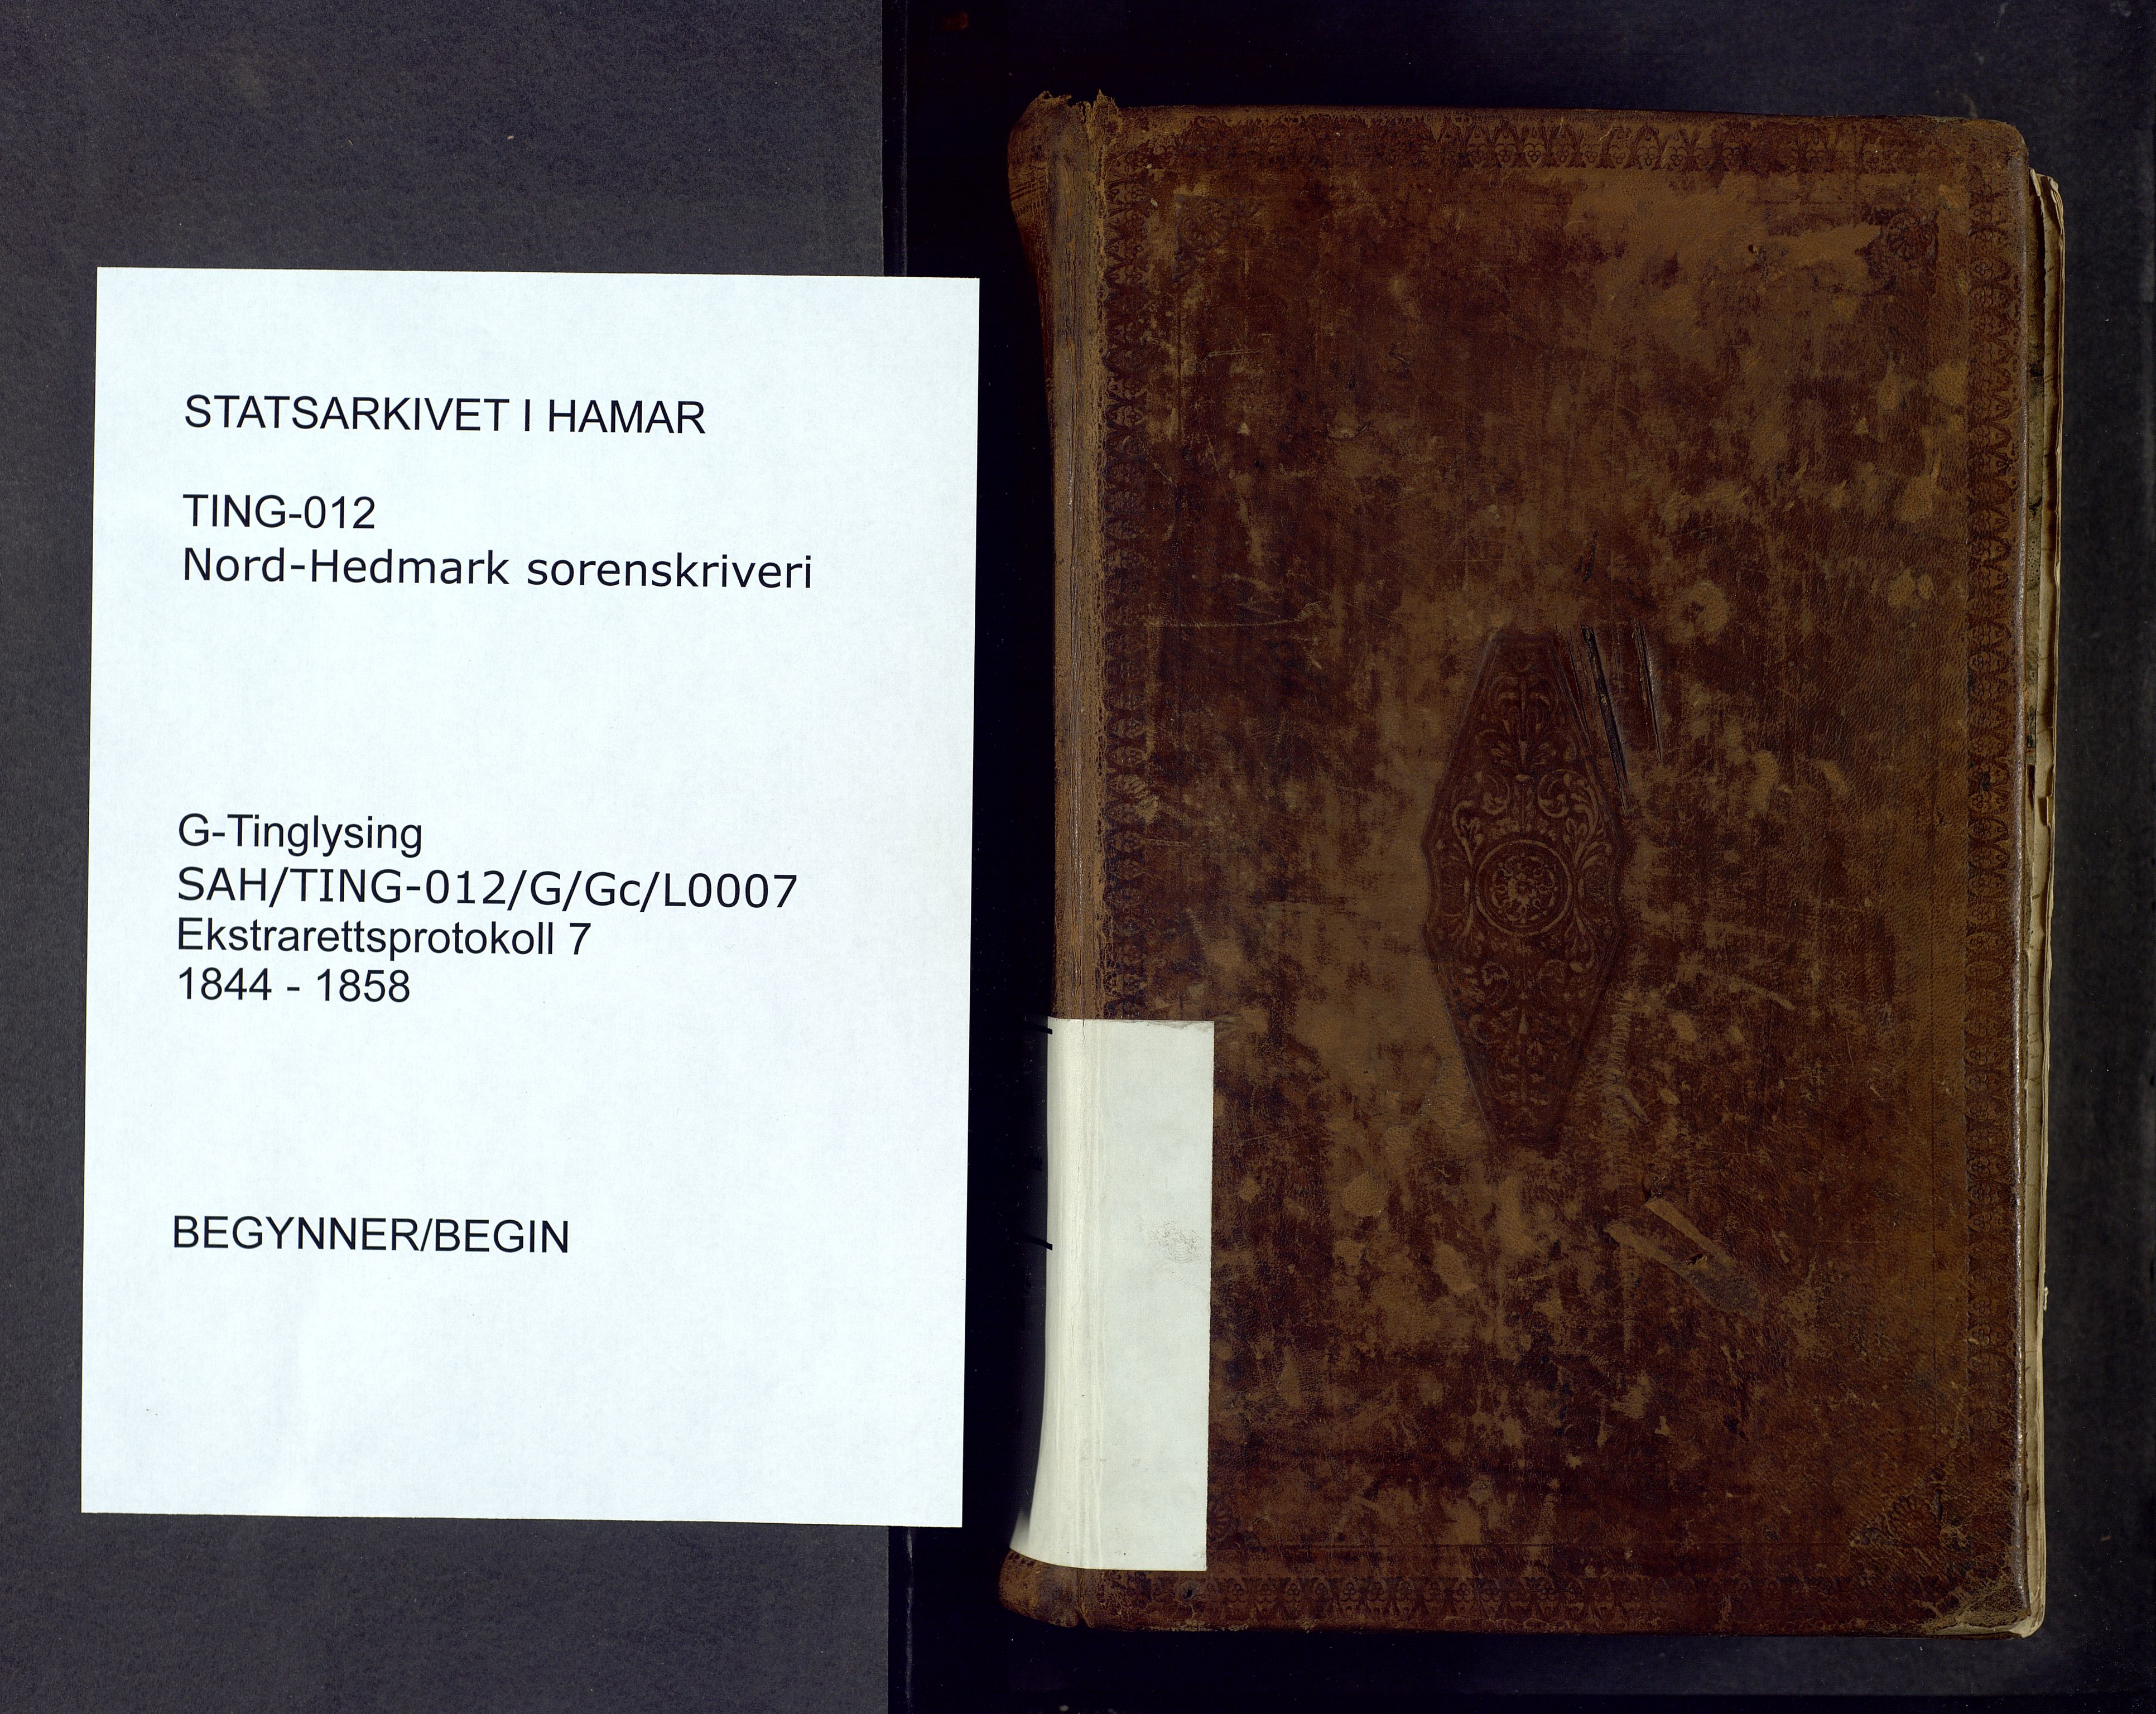 STATSARKIVET I HAMAR
TING-012
Nord-Hedmark sorenskriveri
G-Tinglysing
SAH/TING-012/G/Gc/L0007
Ekstrarettsprotokoll 7
1844 - 1858
BEGYNNER/BEGIN